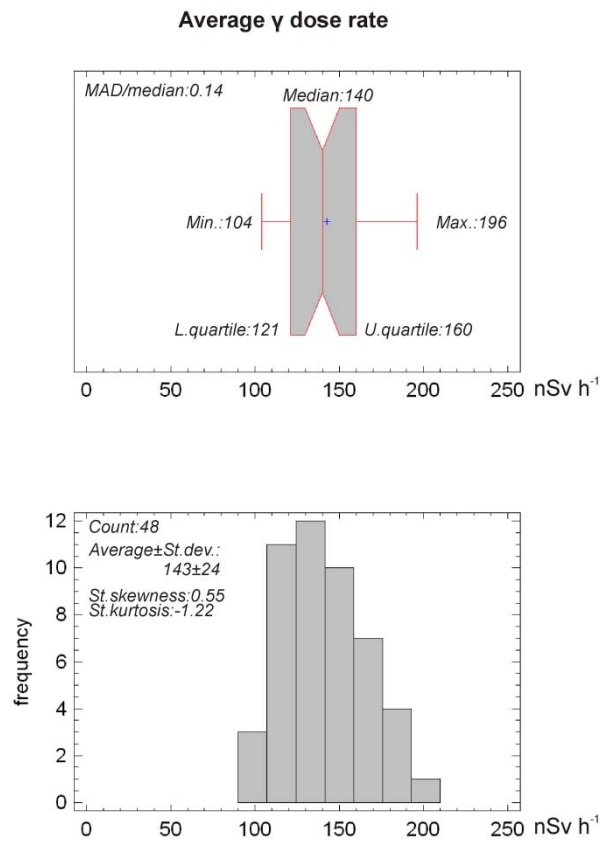 Average γ dose rate
MAD/median:0.14
Median:140
Min.:104
Max.:196
L.quartile:121
U.quartile:160
0 50 100 150 200 250 nSv h⁻¹
12
10
8
6
4
2
0
frequency
Count:48
Average±St.dev.:
143±24
St.skewness:0.55
St.kurtosis:-1.22
0 50 100 150 200 250 nSv h⁻¹